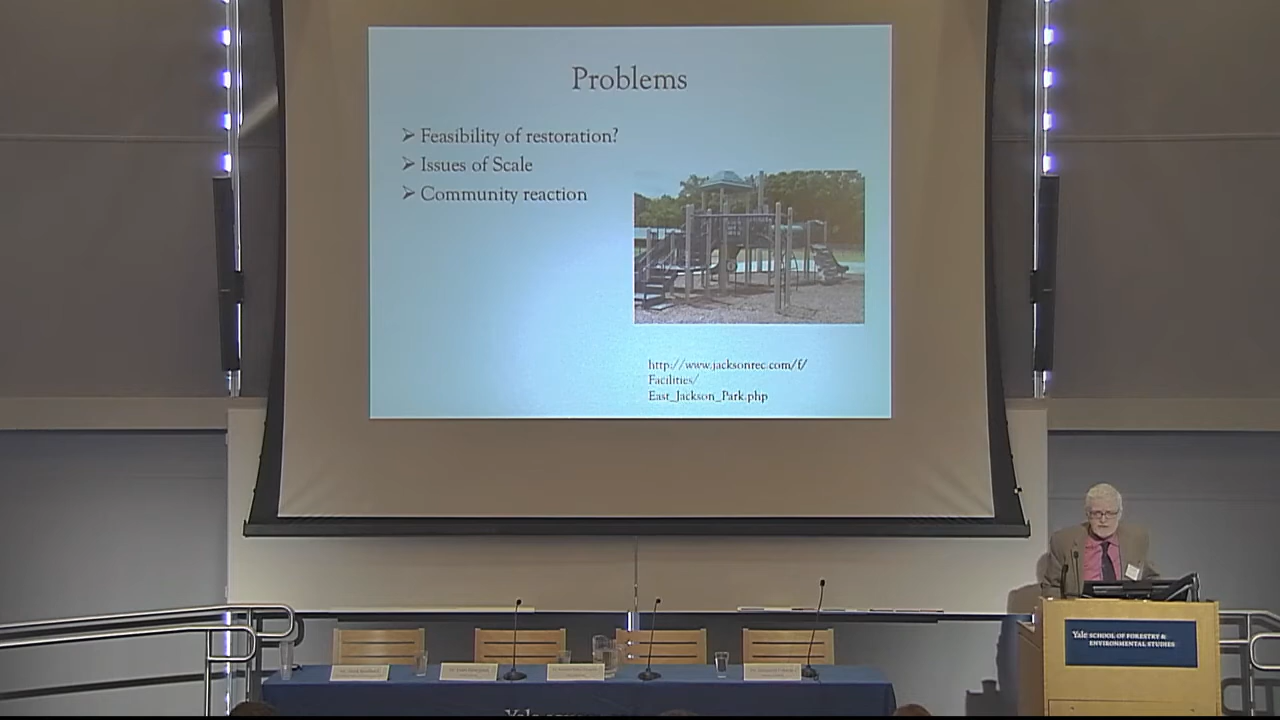 Problems
➢ Feasibility of restoration?
➢ Issues of Scale
➢ Community reaction
http://www.jacksonrec.com/f/
Facilities/
East_Jackson_Park.php
Yale SCHOOL OF FORESTRY &
ENVIRONMENTAL STUDIES
Yale